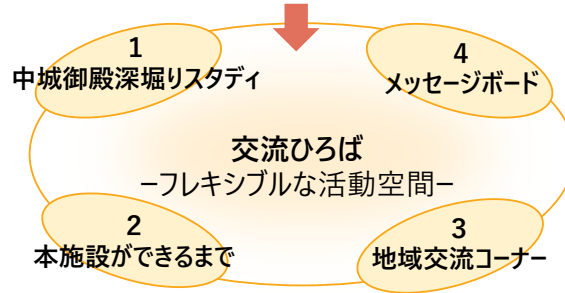 1
中城御殿深堀りスタディ
4
メッセージボード
交流ひろば
−フレキシブルな活動空間−
2
本施設ができるまで
3
地域交流コーナー